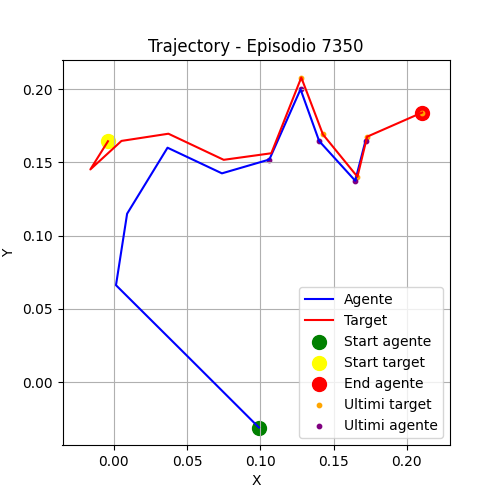 Trajectory - Episodio 7350
0.20
0.15
0.10
0.05
0.00
Y
0.00 0.05 0.10 0.15 0.20
X
Agente
Target
Start agente
Start target
End agente
Ultimi target
Ultimi agente